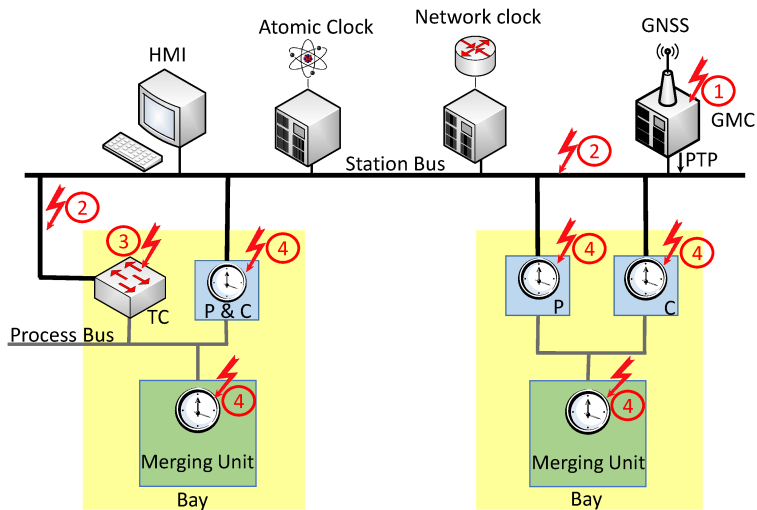 Network clock
GNSS
Atomic Clock
HMI
1
GMC
Station Bus
2
PTP
2
3
4
4
4
TC
P & C
P
C
Process Bus
4
4
Merging Unit
Merging Unit
Bay
Bay